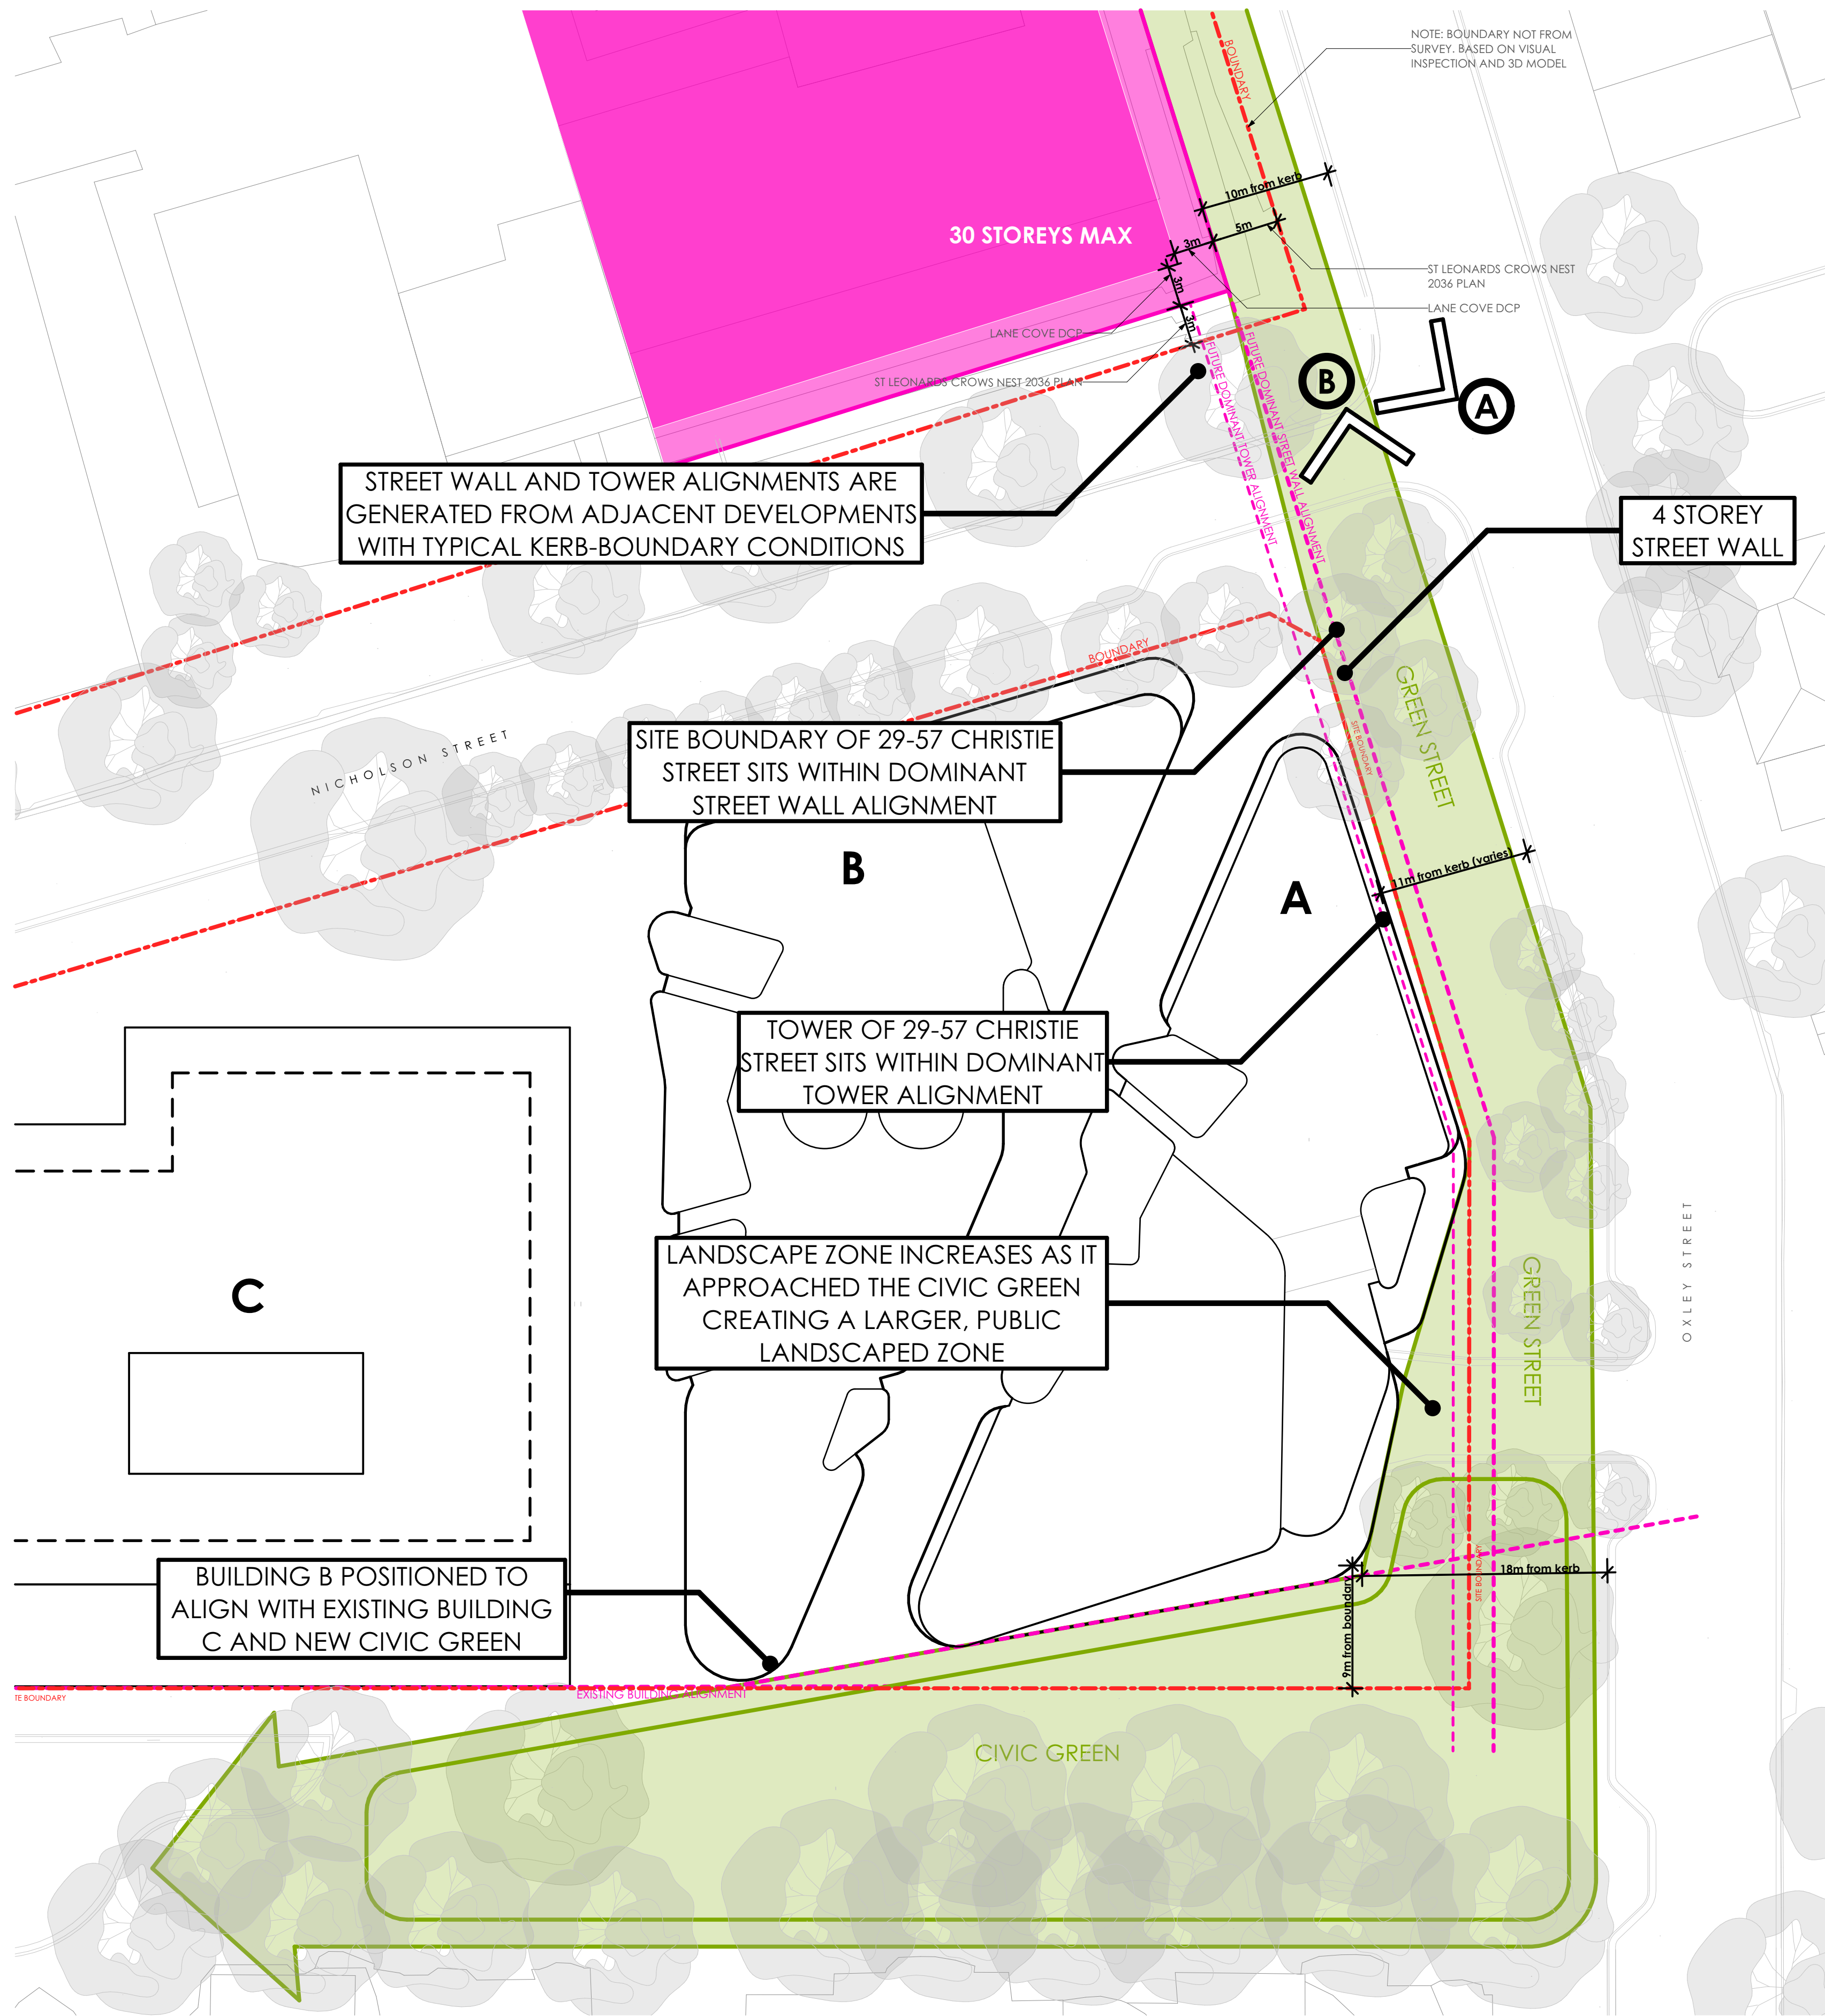 NOTE: BOUNDARY NOT FROM
SURVEY. BASED ON VISUAL
INSPECTION AND 3D MODEL
BOUNDARY
10m from kerb
30 STOREYS MAX
5m
3m
3m
3m
ST LEONARDS CROWS NEST
2036 PLAN
LANE COVE DCP
LANE COVE DCP
ST LEONARDS CROWS NEST 2036 PLAN
FUTURE DOMINANT TOWER ALIGNMENT
FUTURE DOMINANT STREET WALL ALIGNMENT
B
A
STREET WALL AND TOWER ALIGNMENTS ARE
GENERATED FROM ADJACENT DEVELOPMENTS
WITH TYPICAL KERB-BOUNDARY CONDITIONS
4 STOREY
STREET WALL
BOUNDARY
GREEN STREET
NICHOLSON STREET
SITE BOUNDARY OF 29-57 CHRISTIE
STREET SITS WITHIN DOMINANT
STREET WALL ALIGNMENT
SITE BOUNDARY
B
A
11m from kerb (varies)
TOWER OF 29-57 CHRISTIE
STREET SITS WITHIN DOMINANT
TOWER ALIGNMENT
LANDSCAPE ZONE INCREASES AS IT
APPROACHED THE CIVIC GREEN
CREATING A LARGER, PUBLIC
LANDSCAPED ZONE
C
GREEN STREET
OXLEY STREET
BUILDING B POSITIONED TO
ALIGN WITH EXISTING BUILDING
C AND NEW CIVIC GREEN
18m from kerb
SITE BOUNDARY
9m from boundary
TE BOUNDARY
EXISTING BUILDING ALIGNMENT
CIVIC GREEN